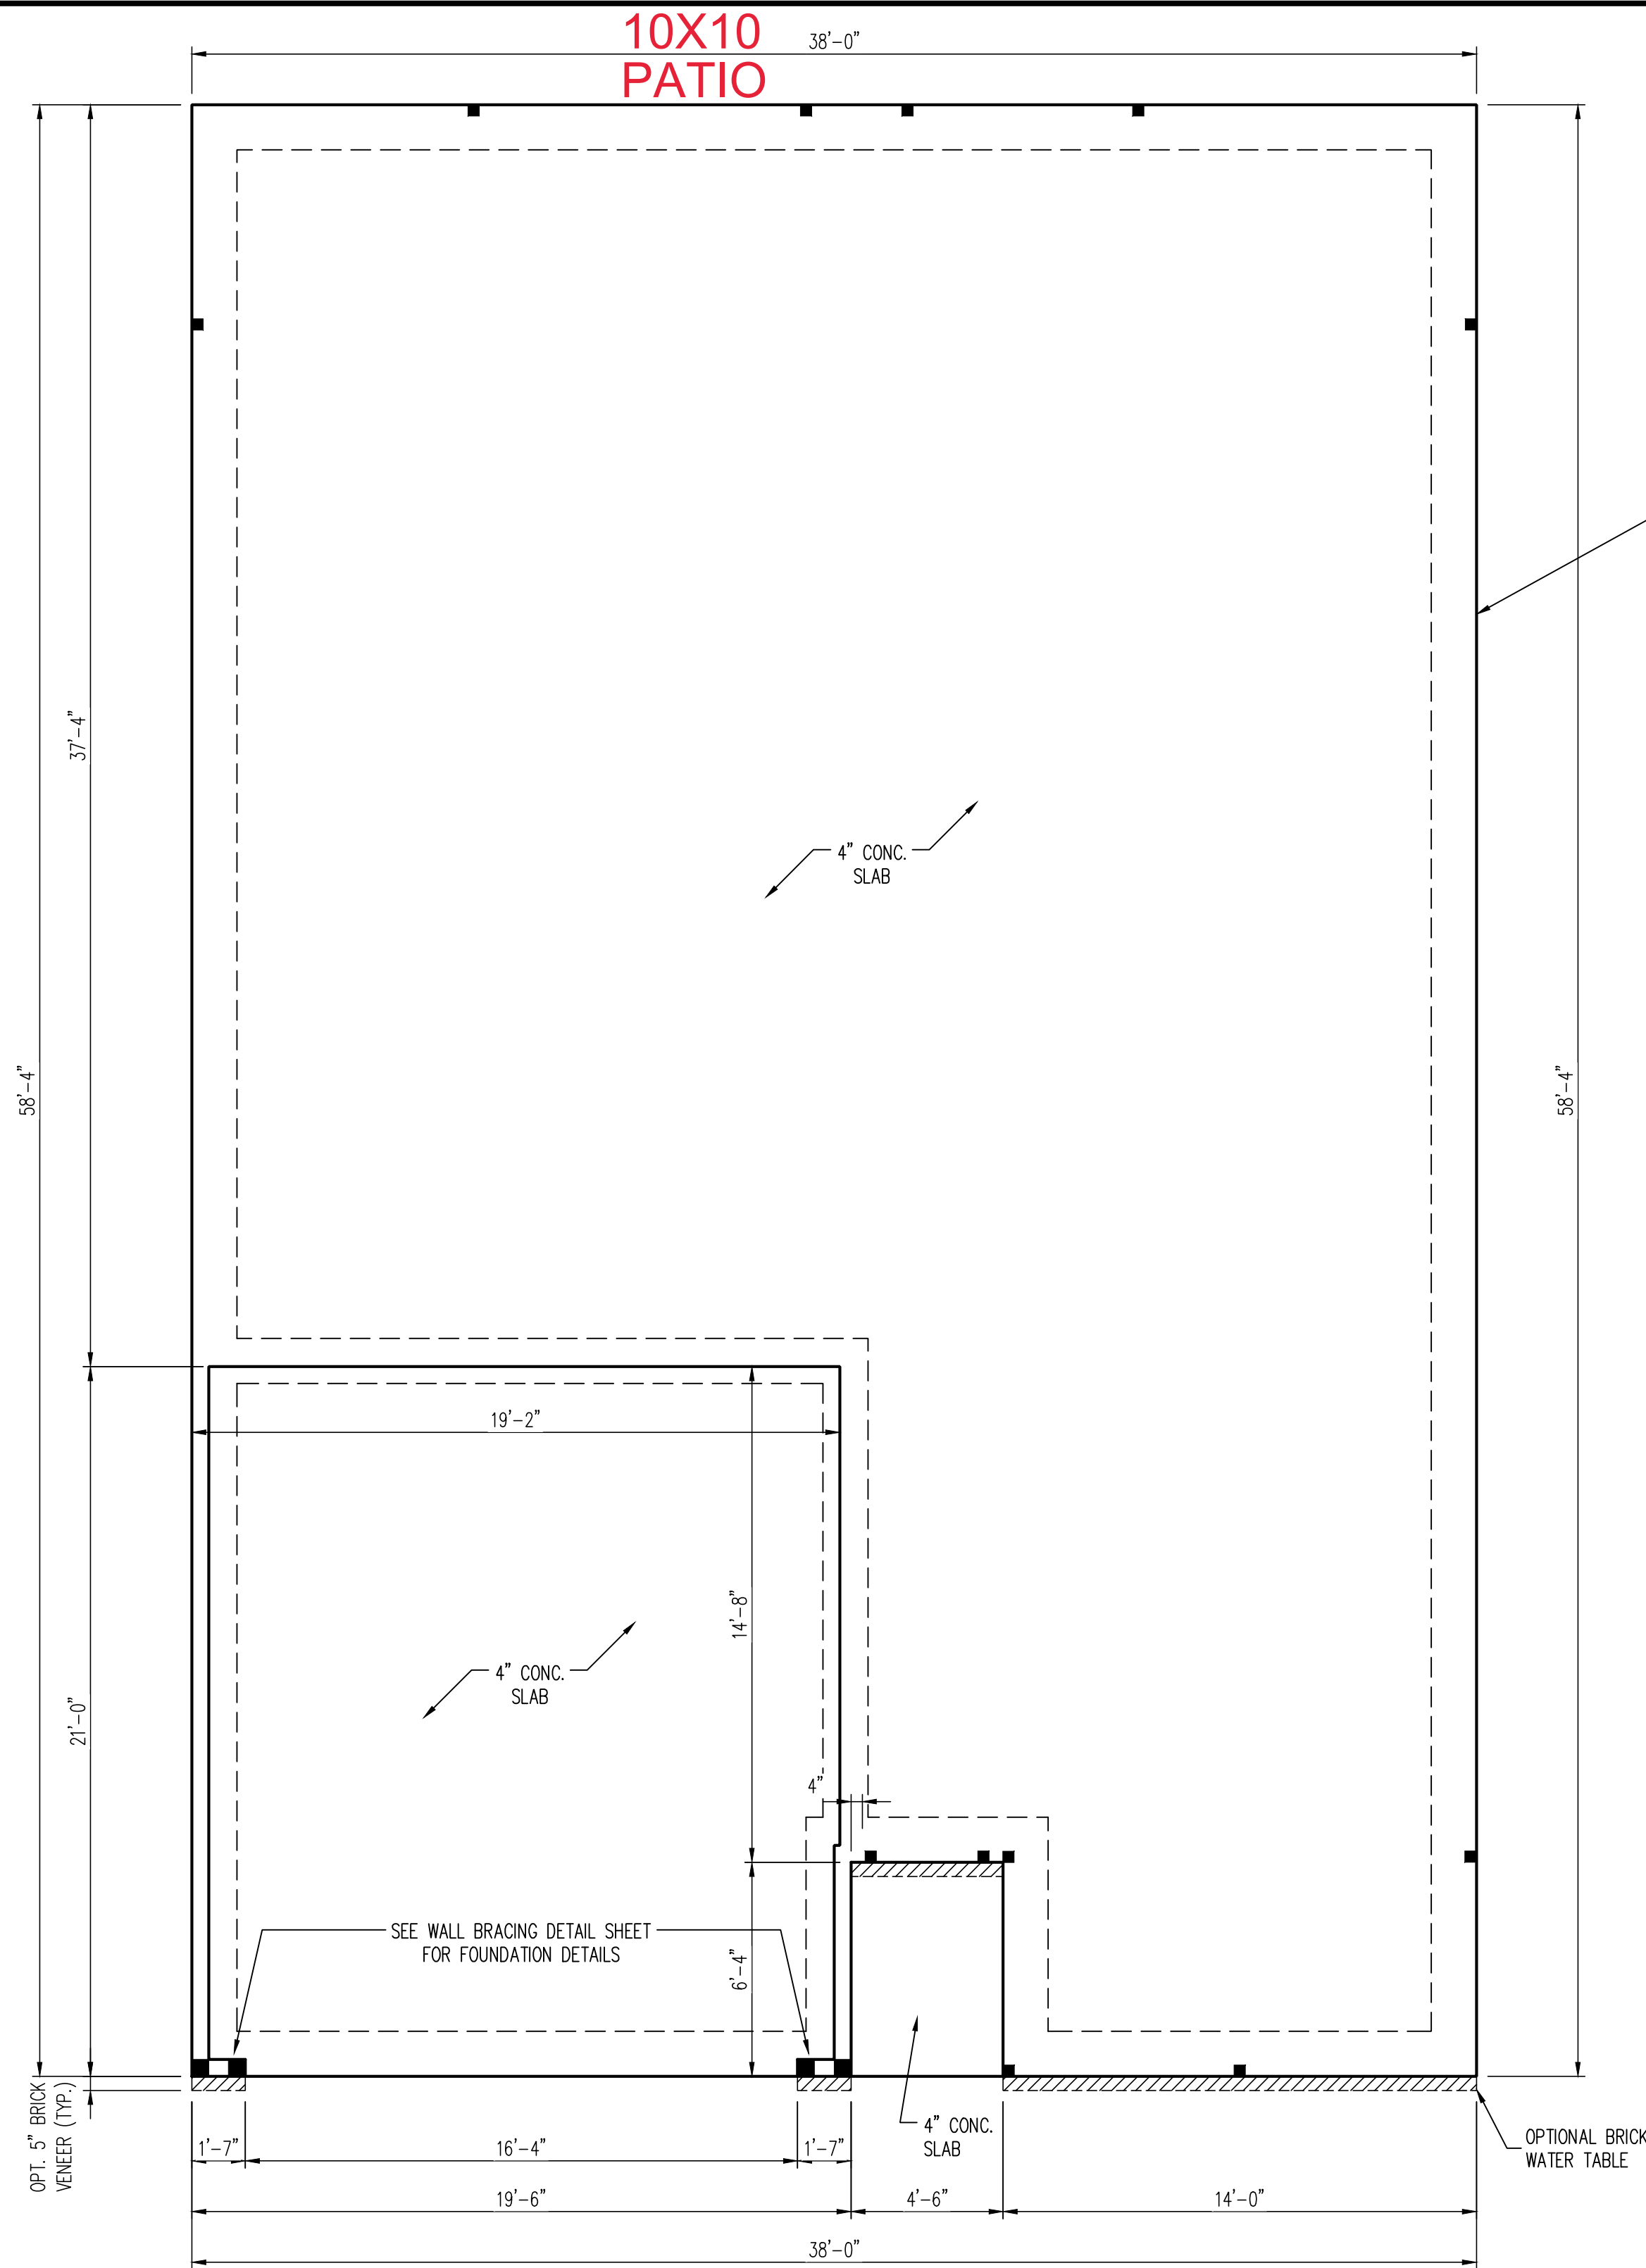 10X10
PATIO
38'-0"
37'-4"
58'-4"
58'-4"
4" CONC.
SLAB
19'-2"
14'-8"
4" CONC.
SLAB
21'-0"
4"
SEE WALL BRACING DETAIL SHEET
FOR FOUNDATION DETAILS
6'-4"
OPT. 5" BRICK
VENEER (TYP.)
4" CONC.
SLAB
OPTIONAL BRICK
WATER TABLE
1'-7"
16'-4"
1'-7"
19'-6"
4'-6"
14'-0"
38'-0"